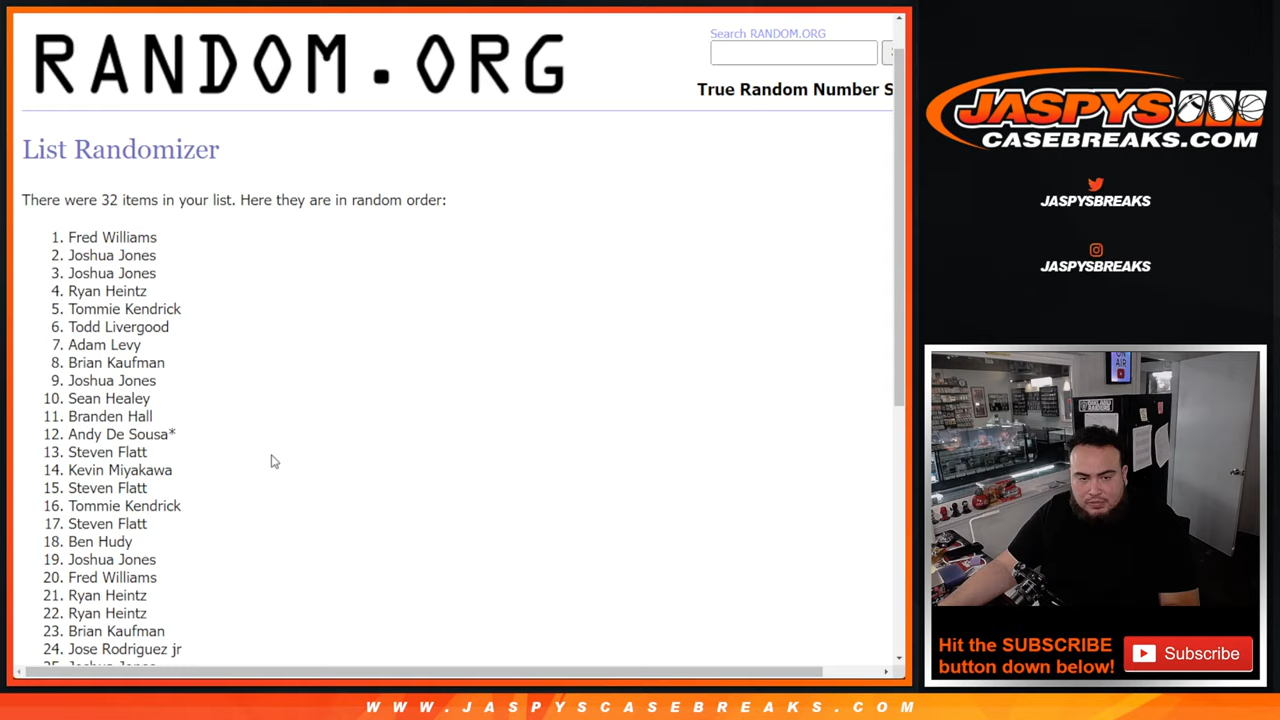 RANDOM.ORG
Search RANDOM.ORG
True Random Number S
List Randomizer
There were 32 items in your list. Here they are in random order:
1. Fred Williams
2. Joshua Jones
3. Joshua Jones
4. Ryan Heintz
5. Tommie Kendrick
6. Todd Livergood
7. Adam Levy
8. Brian Kaufman
9. Joshua Jones
10. Sean Healey
11. Branden Hall
12. Andy De Sousa*
13. Steven Flatt
14. Kevin Miyakawa
15. Steven Flatt
16. Tommie Kendrick
17. Steven Flatt
18. Ben Hudy
19. Joshua Jones
20. Fred Williams
21. Ryan Heintz
22. Ryan Heintz
23. Brian Kaufman
24. Jose Rodriguez jr
25. Joshua Jones
JASPYS
CASEBREAKS.COM
JASPYSBREAKS
JASPYSBREAKS
ON
AIR
Hit the SUBSCRIBE
button down below!
Subscribe
WWW.JASPYSCASEBREAKS.COM